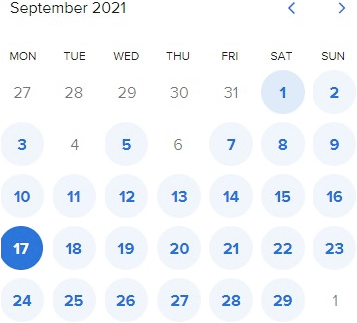 September 2021
MON TUE WED THU FRI SAT SUN
27 28 29 30 31 1 2
3 4 5 6 7 8 9
10 11 12 13 14 15 16
17 18 19 20 21 22 23
24 25 26 27 28 29 1